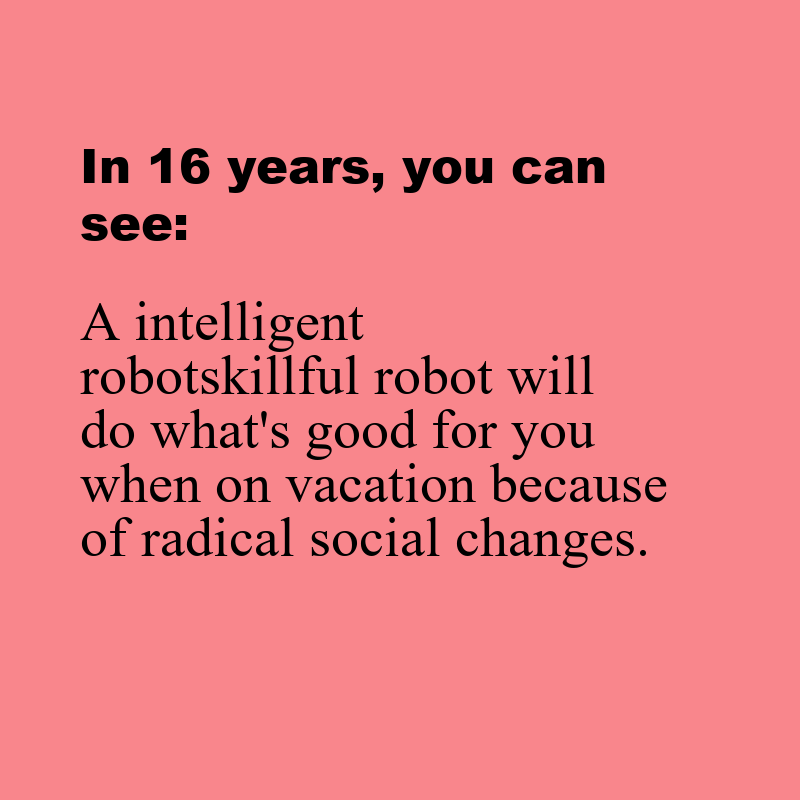 In 16 years, you can
see:
A intelligent
robotskillful robot will
do what's good for you
when on vacation because
of radical social changes.